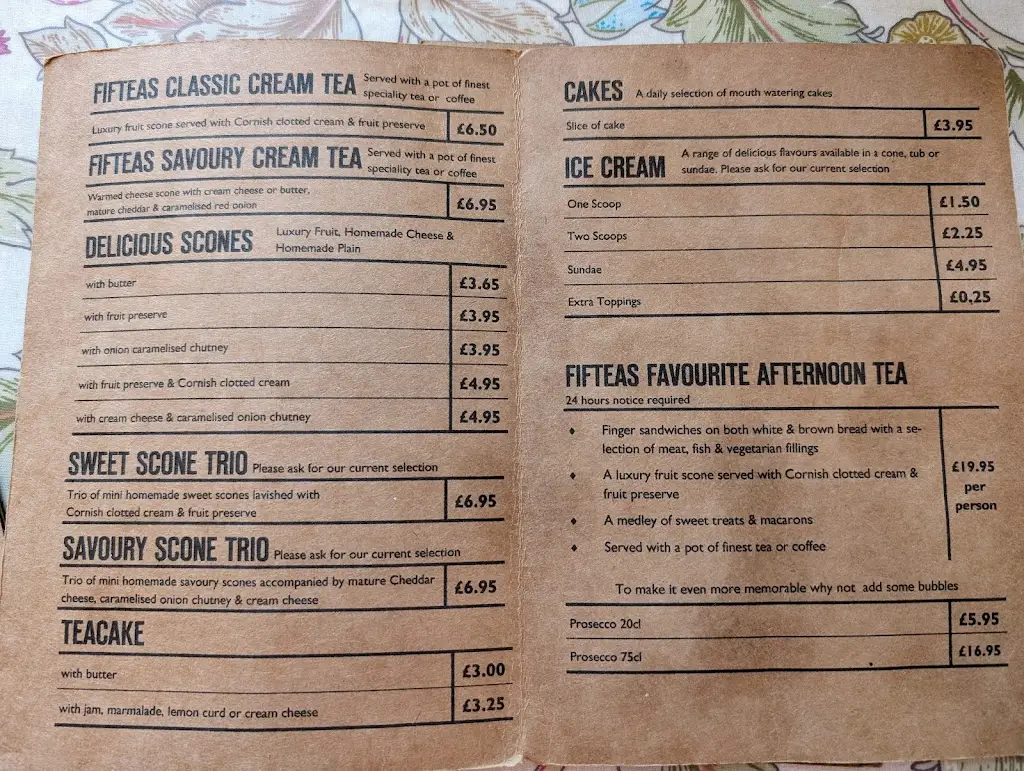 FIFTEAS CLASSIC CREAM TEA Served with a pot of finest
speciality tea or coffee
Luxury fruit scone served with Cornish clotted cream & fruit preserve £6.50
FIFTEAS SAVOURY CREAM TEA Served with a pot of finest
speciality tea or coffee
Warmed cheese scone with cream cheese or butter,
mature cheddar & caramelised red onion £6.95
DELICIOUS SCONES Luxury Fruit, Homemade Cheese &
Homemade Plain
with butter £3.65
with fruit preserve £3.95
with onion caramelised chutney £3.95
with fruit preserve & Cornish clotted cream £4.95
with cream cheese & caramelised onion chutney £4.95
SWEET SCONE TRIO Please ask for our current selection
Trio of mini homemade sweet scones lavished with
Cornish clotted cream & fruit preserve £6.95
SAVOURY SCONE TRIO Please ask for our current selection
Trio of mini homemade savoury scones accompanied by mature Cheddar
cheese, caramelised onion chutney & cream cheese £6.95
TEACAKE
with butter £3.00
with jam, marmalade, lemon curd or cream cheese £3.25
CAKES A daily selection of mouth watering cakes
Slice of cake £3.95
ICE CREAM A range of delicious flavours available in a cone, tub or
sundae. Please ask for our current selection
One Scoop £1.50
Two Scoops £2.25
Sundae £4.95
Extra Toppings £0.25
FIFTEAS FAVOURITE AFTERNOON TEA
24 hours notice required
♦ Finger sandwiches on both white & brown bread with a se-
lection of meat, fish & vegetarian fillings
♦ A luxury fruit scone served with Cornish clotted cream &
fruit preserve
♦ A medley of sweet treats & macarons
♦ Served with a pot of finest tea or coffee
£19.95
per
person
To make it even more memorable why not add some bubbles
Prosecco 20cl £5.95
Prosecco 75cl £16.95